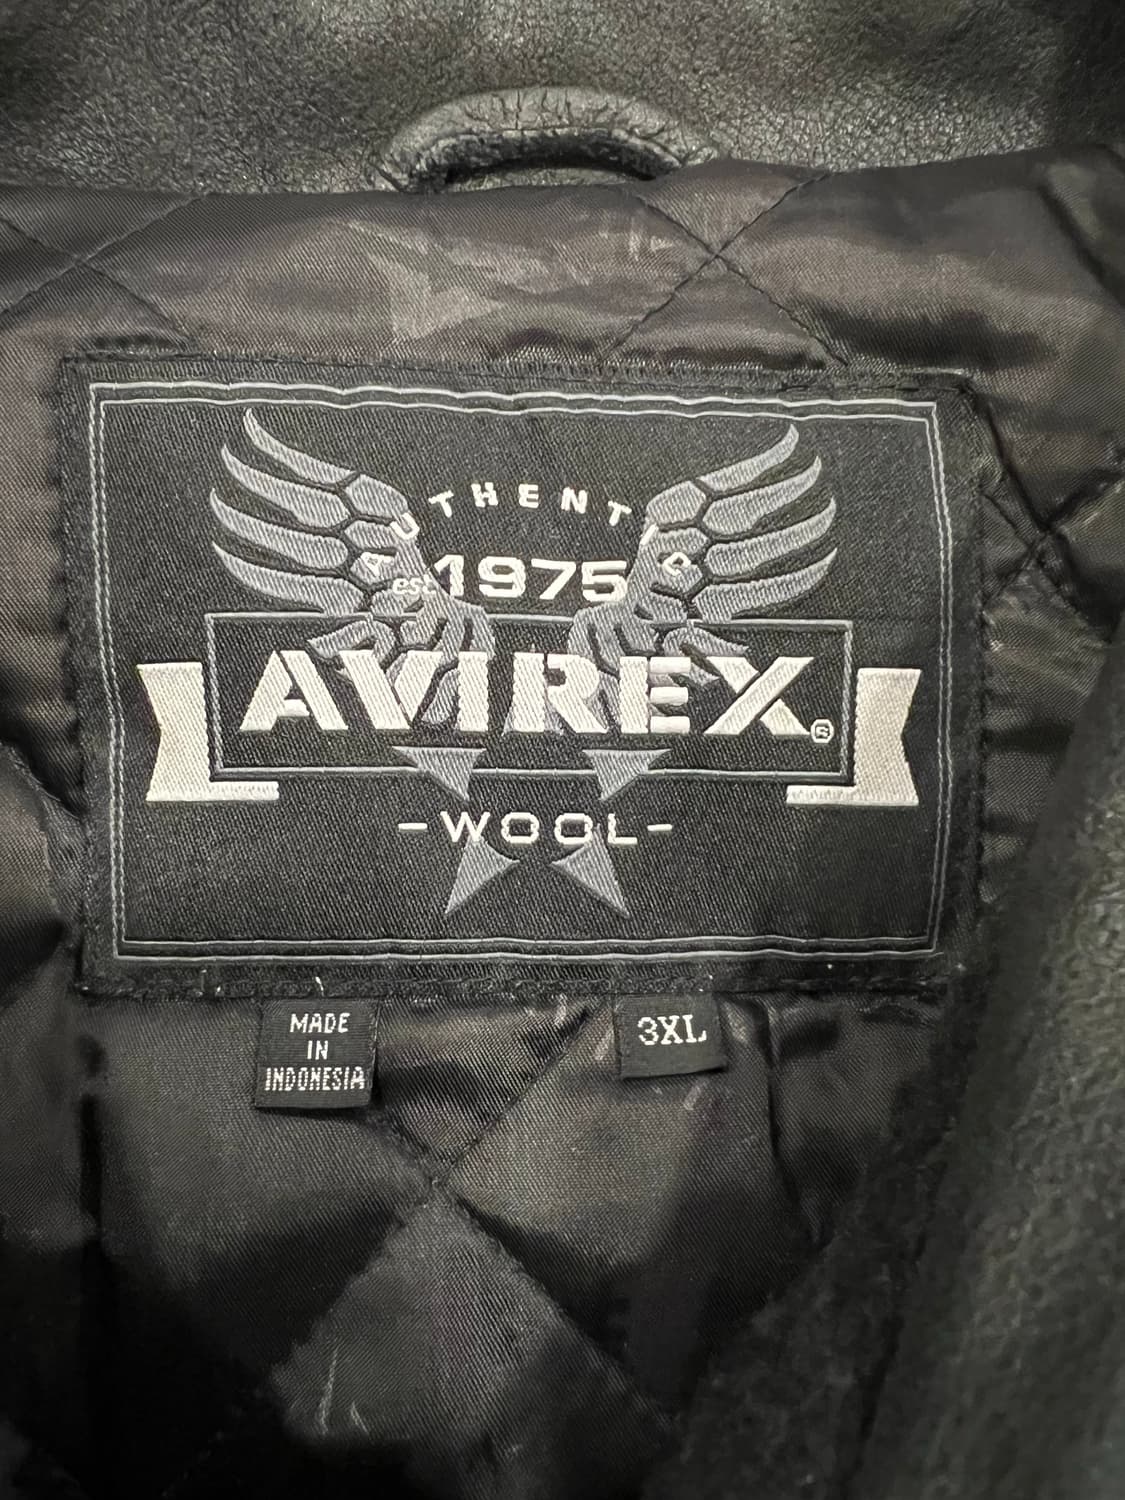 AUTHENTIC
est. 1975
AVIREX®
-WOOL-
MADE
IN
INDONESIA
3XL